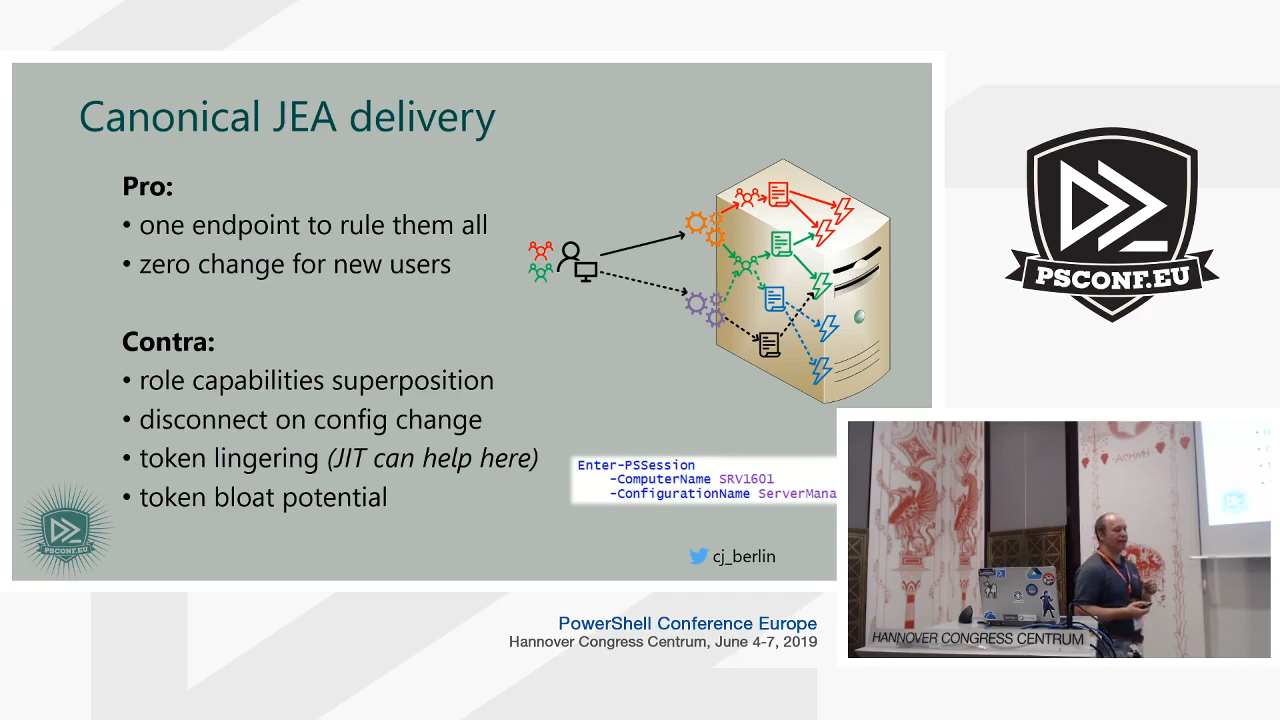 Canonical JEA delivery
Pro:
• one endpoint to rule them all
• zero change for new users
Contra:
• role capabilities superposition
• disconnect on config change
• token lingering (JIT can help here)
• token bloat potential
Enter-PSSession
-ComputerName SRV1601
-ConfigurationName ServerMana
cj_berlin
PSCONF.EU
PSCONF.EU
PowerShell Conference Europe
Hannover Congress Centrum, June 4-7, 2019
HANNOVER CONGRESS CENTRUM